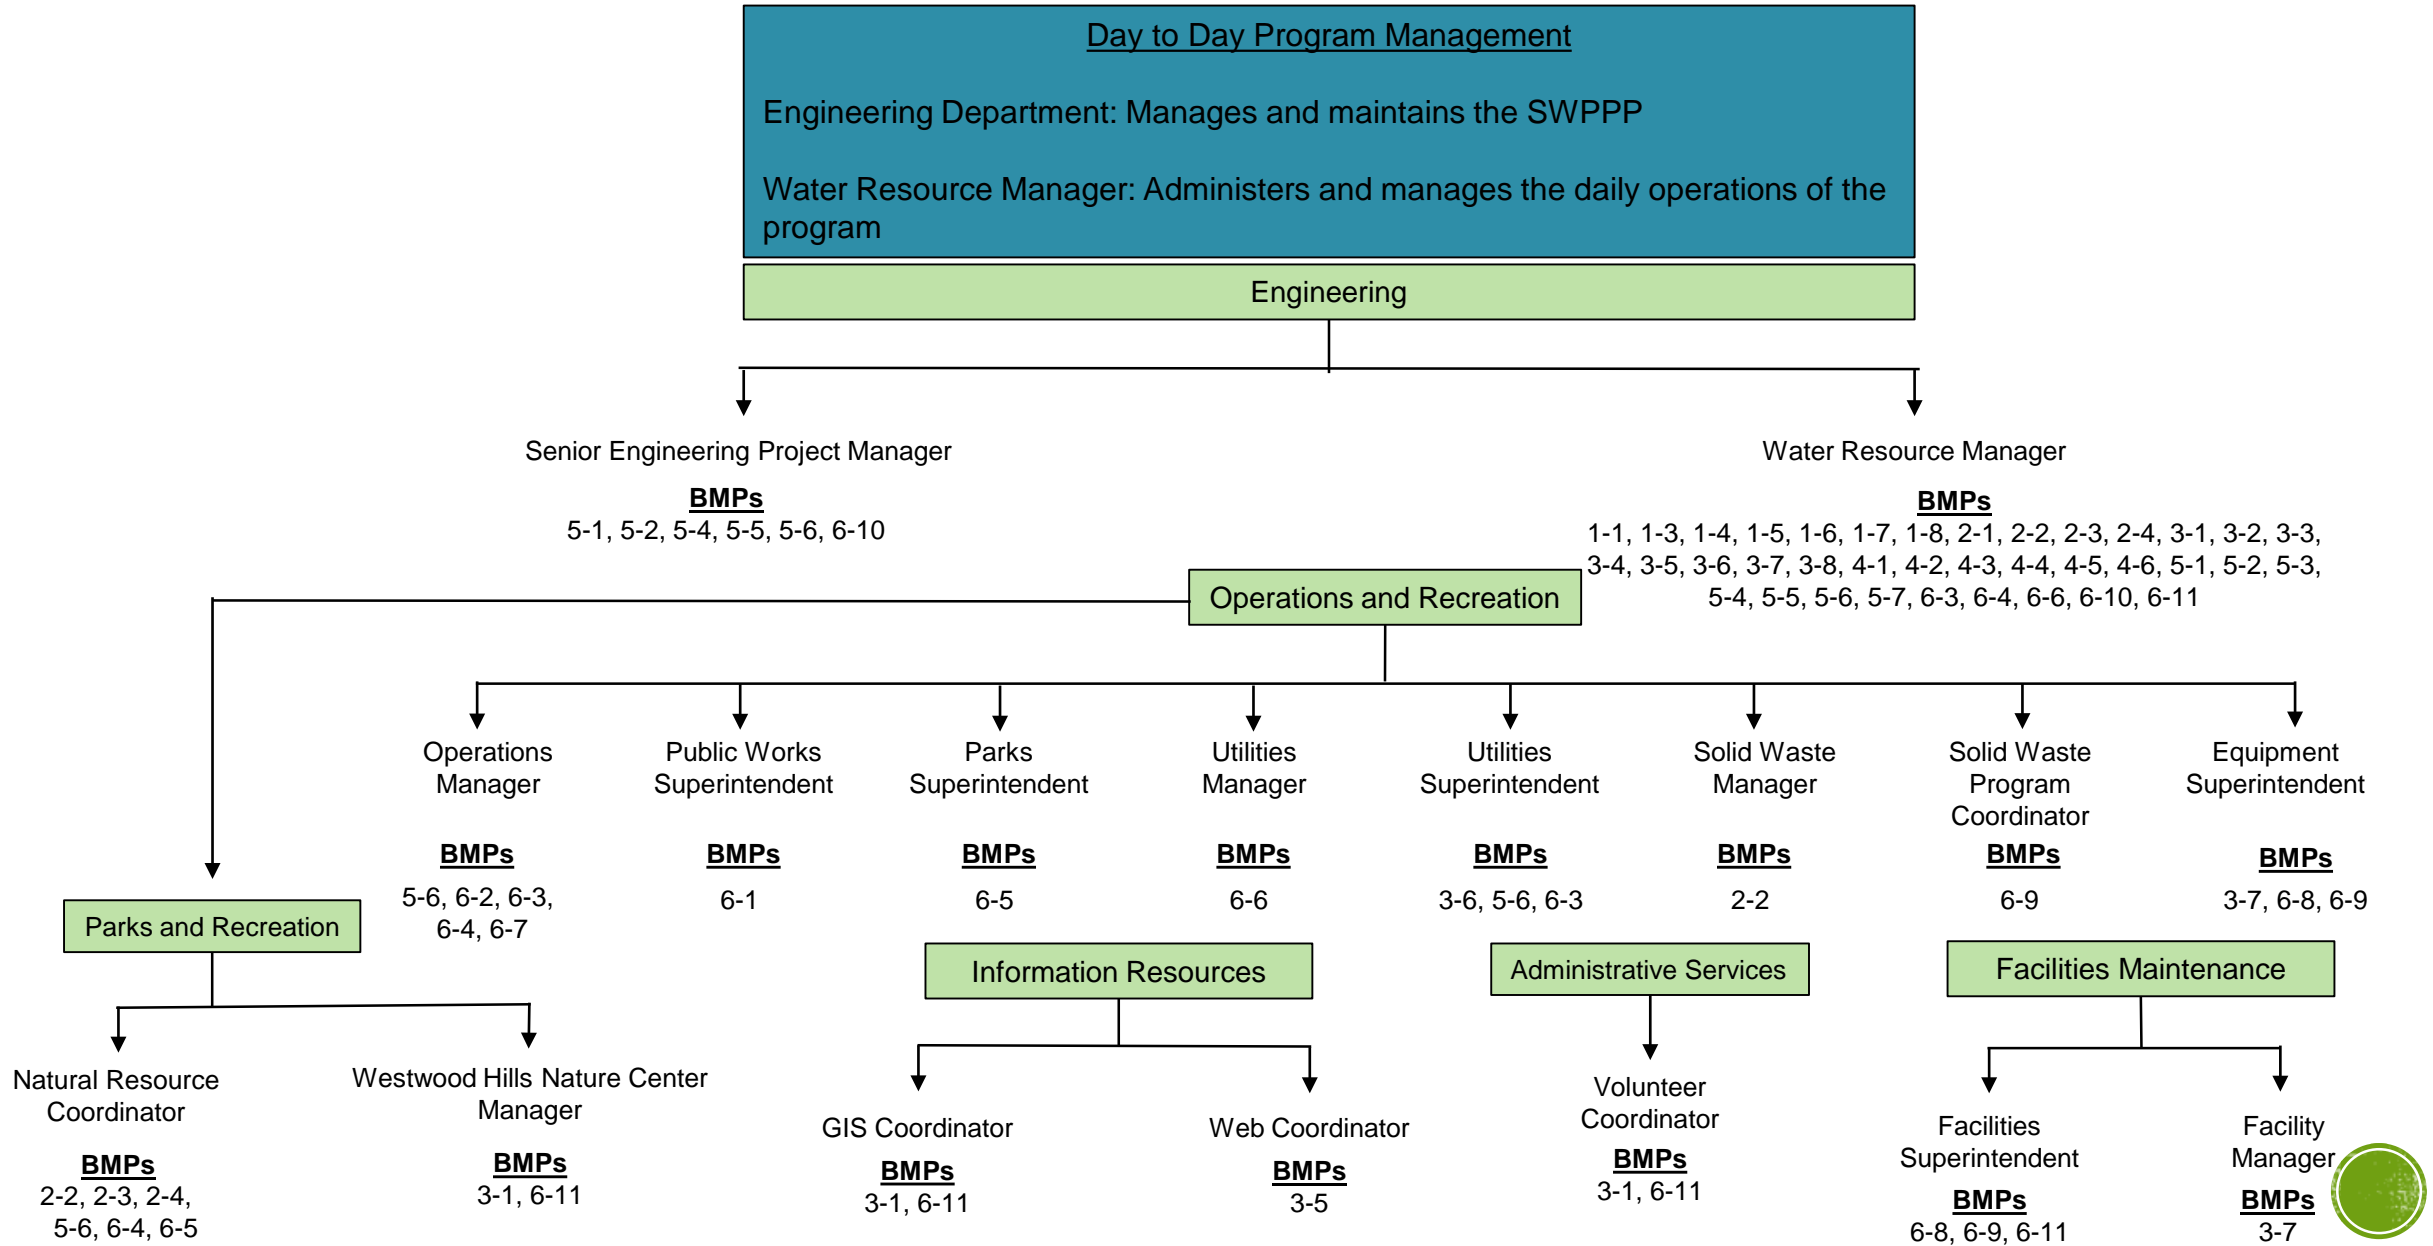 Day to Day Program Management
Engineering Department: Manages and maintains the SWPPP
Water Resource Manager: Administers and manages the daily operations of the
program
Engineering
Senior Engineering Project Manager
BMPs
5-1, 5-2, 5-4, 5-5, 5-6, 6-10
Water Resource Manager
BMPs
1-1, 1-3, 1-4, 1-5, 1-6, 1-7, 1-8, 2-1, 2-2, 2-3, 2-4, 3-1, 3-2, 3-3,
3-4, 3-5, 3-6, 3-7, 3-8, 4-1, 4-2, 4-3, 4-4, 4-5, 4-6, 5-1, 5-2, 5-3,
5-4, 5-5, 5-6, 5-7, 6-3, 6-4, 6-6, 6-10, 6-11
Operations and Recreation
Operations
Manager
BMPs
5-6, 6-2, 6-3,
6-4, 6-7
Public Works
Superintendent
BMPs
6-1
Parks
Superintendent
BMPs
6-5
Utilities
Manager
BMPs
6-6
Utilities
Superintendent
BMPs
3-6, 5-6, 6-3
Solid Waste
Manager
BMPs
2-2
Solid Waste
Program
Coordinator
BMPs
6-9
Equipment
Superintendent
BMPs
3-7, 6-8, 6-9
Parks and Recreation
Natural Resource
Coordinator
BMPs
2-2, 2-3, 2-4,
5-6, 6-4, 6-5
Westwood Hills Nature Center
Manager
BMPs
3-1, 6-11
Information Resources
GIS Coordinator
BMPs
3-1, 6-11
Web Coordinator
BMPs
3-5
Administrative Services
Volunteer
Coordinator
BMPs
3-1, 6-11
Facilities Maintenance
Facilities
Superintendent
BMPs
6-8, 6-9, 6-11
Facility
Manager
BMPs
3-7